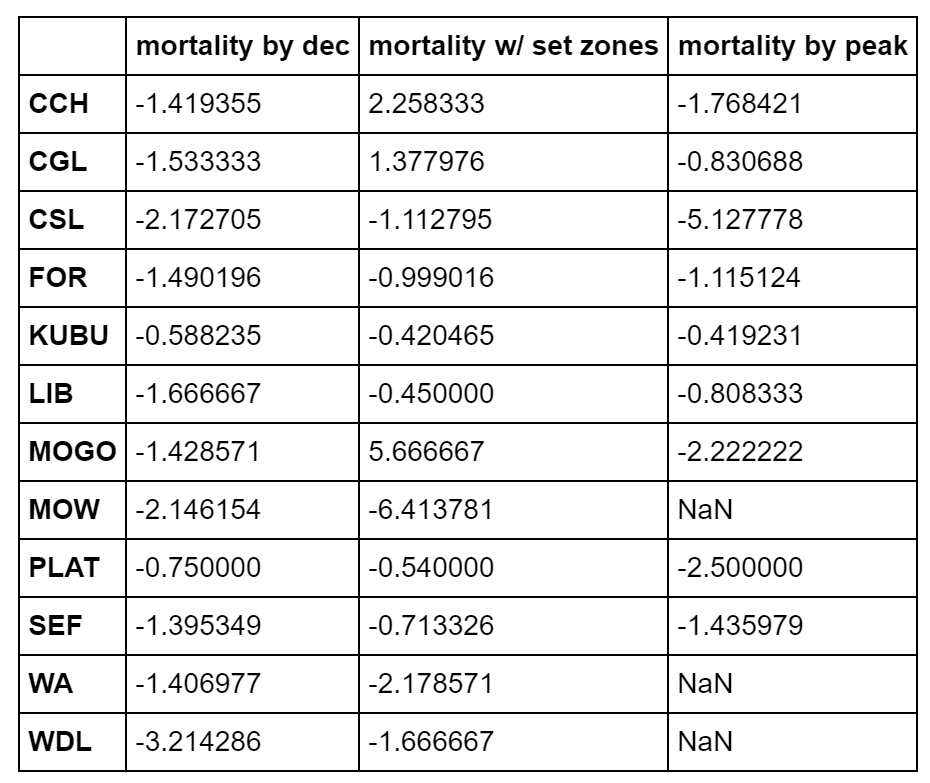 mortality by dec mortality w/ set zones mortality by peak
CCH -1.419355 2.258333 -1.768421
CGL -1.533333 1.377976 -0.830688
CSL -2.172705 -1.112795 -5.127778
FOR -1.490196 -0.999016 -1.115124
KUBU -0.588235 -0.420465 -0.419231
LIB -1.666667 -0.450000 -0.808333
MOGO -1.428571 5.666667 -2.222222
MOW -2.146154 -6.413781 NaN
PLAT -0.750000 -0.540000 -2.500000
SEF -1.395349 -0.713326 -1.435979
WA -1.406977 -2.178571 NaN
WDL -3.214286 -1.666667 NaN